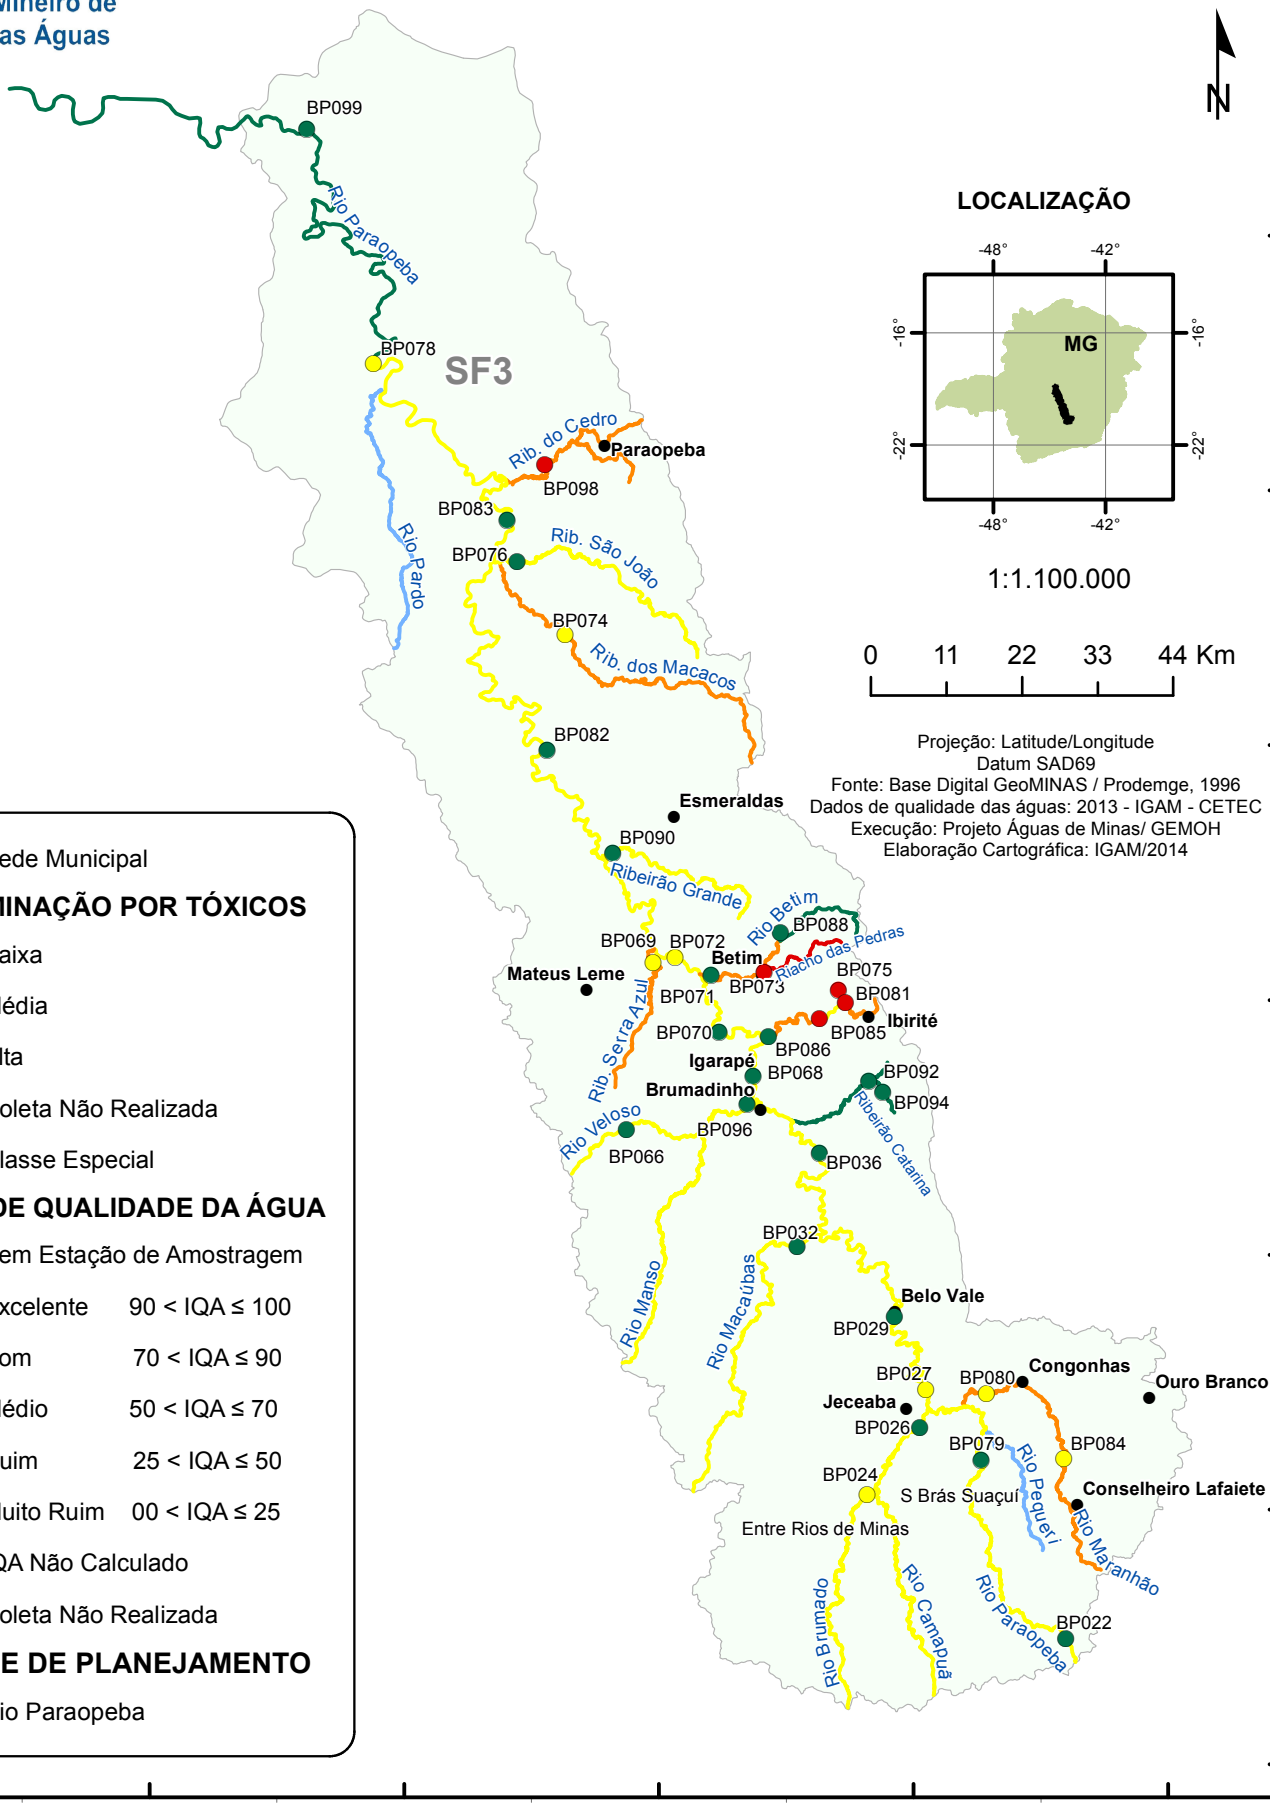 Mineiro de
as Águas
N
BP099
Rio Paraopeba
LOCALIZAÇÃO
-48° -42°
-16° -16°
MG
-22° -22°
-48° -42°
1:1.100.000
0 11 22 33 44 Km
Projeção: Latitude/Longitude
Datum SAD69
Fonte: Base Digital GeoMINAS / Prodemge, 1996
Dados de qualidade das águas: 2013 - IGAM - CETEC
Execução: Projeto Águas de Minas/ GEMOH
Elaboração Cartográfica: IGAM/2014
BP078
SF3
Rib. do Cedro
Paraopeba
BP098
BP083
Rio Pardo
BP076
Rib. São João
BP074
Rib. dos Macacos
BP082
Esmeraldas
BP090
Ribeirão Grande
Rio Betim
BP088
BP069
BP072
Betim
Riacho das Pedras
Mateus Leme
BP071
BP073
BP075
BP081
Rib. Serra Azul
BP070
BP085
Ibirité
BP086
Igarapé
BP068
BP092
Brumadinho
BP094
Ribeirão Catarina
Rio Veloso
BP096
BP066
BP036
BP032
Rio Manso
Rio Macaúbas
Belo Vale
BP029
BP027
BP080
Congonhas
Ouro Branco
Jeceaba
BP026
BP079
BP084
Rio Pequeri
BP024
S Brás Suaçuí
Conselheiro Lafaiete
Entre Rios de Minas
Rio Maranhão
Rio Brumado
Rio Camapuã
Rio Paraopeba
BP022
ede Municipal
MINAÇÃO POR TÓXICOS
aixa
édia
lta
oleta Não Realizada
lasse Especial
DE QUALIDADE DA ÁGUA
em Estação de Amostragem
xcelente 90 < IQA ≤ 100
om 70 < IQA ≤ 90
édio 50 < IQA ≤ 70
uim 25 < IQA ≤ 50
uito Ruim 00 < IQA ≤ 25
QA Não Calculado
oleta Não Realizada
E DE PLANEJAMENTO
io Paraopeba